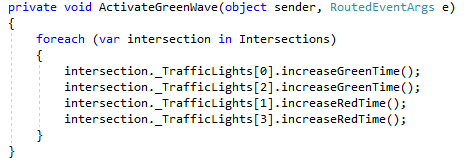 private void ActivateGreenWave(object sender, RoutedEventArgs e)
{
    foreach (var intersection in Intersections)
    {
        intersection._TrafficLights[0].increaseGreenTime();
        intersection._TrafficLights[2].increaseGreenTime();
        intersection._TrafficLights[1].increaseRedTime();
        intersection._TrafficLights[3].increaseRedTime();
    }
}